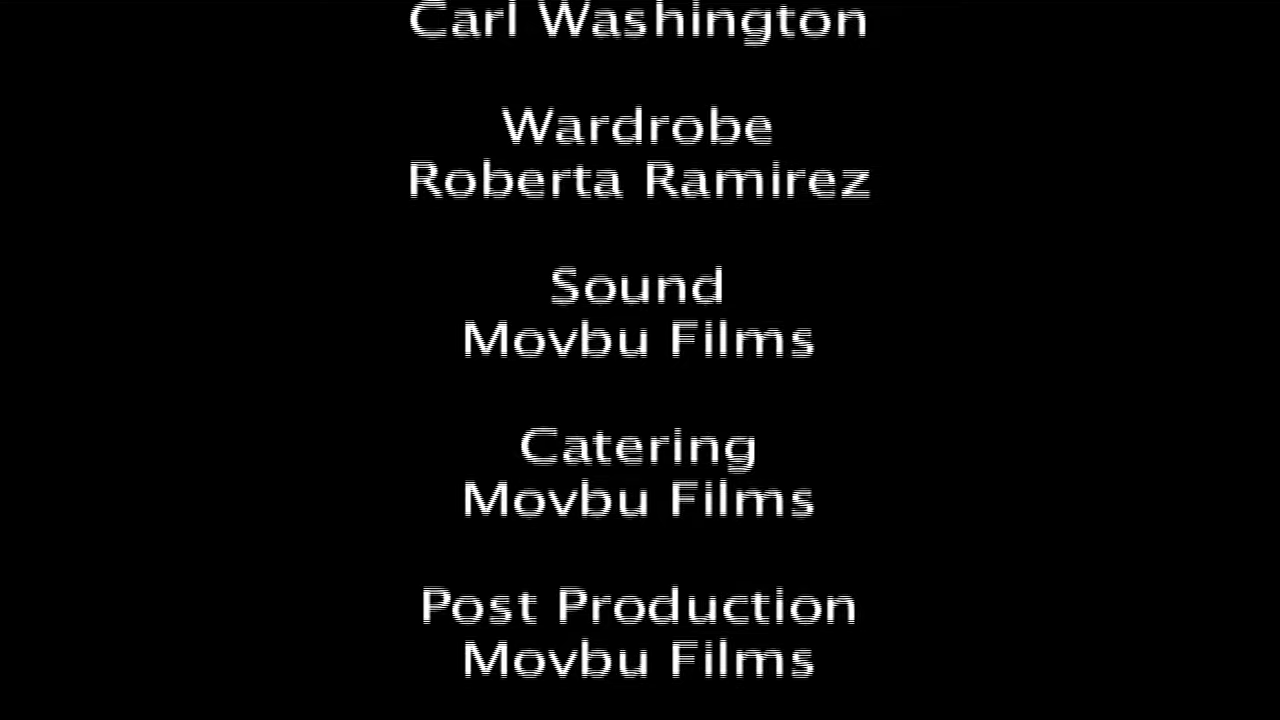 Carl Washington
Wardrobe
Roberta Ramirez
Sound
Movbu Films
Catering
Movbu Films
Post Production
Movbu Films